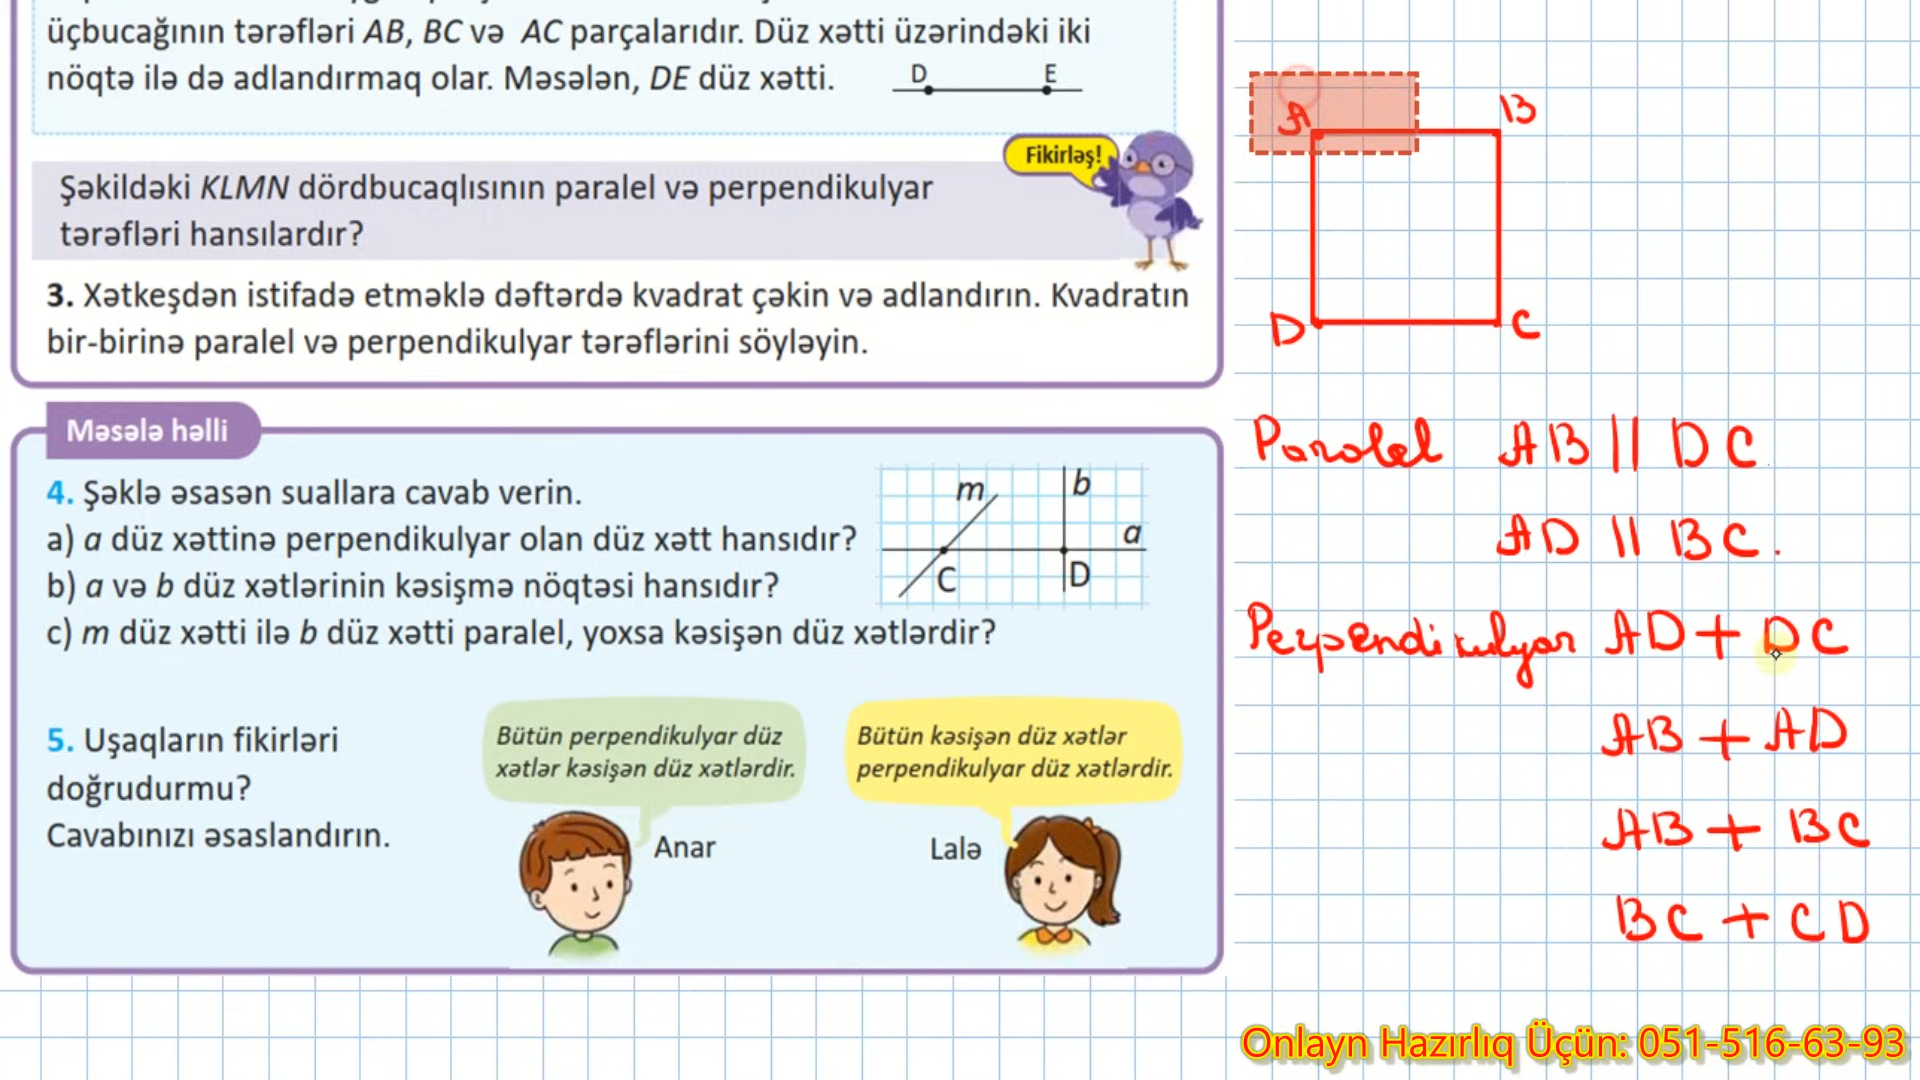 üçbucağının tərəfləri AB, BC və AC parçalarıdır. Düz xətti üzərindəki iki
nöqtə ilə də adlandırmaq olar. Məsələn, DE düz xətti.
D E
Fikirləş!
Şəkildəki KLMN dördbucaqlısının paralel və perpendikulyar
tərəfləri hansılardır?
3. Xətkeşdən istifadə etməklə dəftərdə kvadrat çəkin və adlandırın. Kvadratın
bir-birinə paralel və perpendikulyar tərəflərini söyləyin.
Məsələ həlli
4. Şəklə əsasən suallara cavab verin.
a) a düz xəttinə perpendikulyar olan düz xətt hansıdır?
b) a və b düz xətlərinin kəsişmə nöqtəsi hansıdır?
c) m düz xətti ilə b düz xətti paralel, yoxsa kəsişən düz xətlərdir?
m b
a
C D
5. Uşaqların fikirləri
doğrudurmu?
Cavabınızı əsaslandırın.
Bütün perpendikulyar düz
xətlər kəsişən düz xətlərdir.
Anar
Bütün kəsişən düz xətlər
perpendikulyar düz xətlərdir.
Lalə
A B
D C
Paralel AB || DC
AD || BC.
Perpendikulyar AD + DC
AB + AD
AB + BC
BC + CD
Onlayn Hazırlıq Üçün: 051-516-63-93